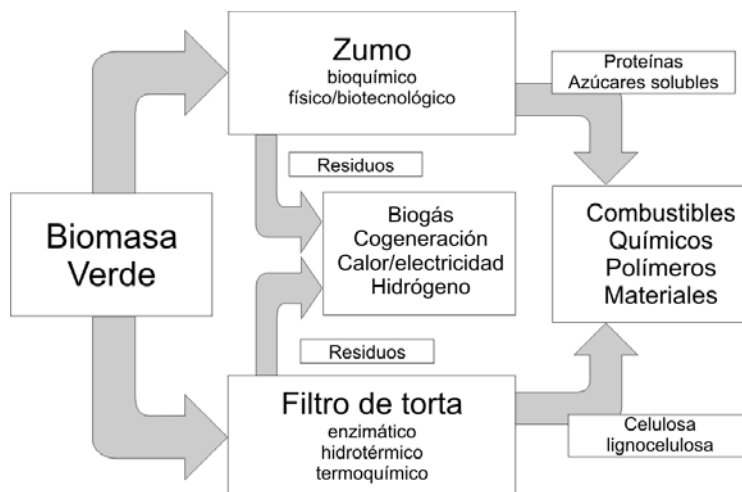 Zumo
bioquímico
físico/biotecnológico
Proteínas
Azúcares solubles
Residuos
Biomasa
Verde
Biogás
Cogeneración
Calor/electricidad
Hidrógeno
Combustibles
Químicos
Polímeros
Materiales
Residuos
Filtro de torta
enzimático
hidrotérmico
termoquímico
Celulosa
lignocelulosa